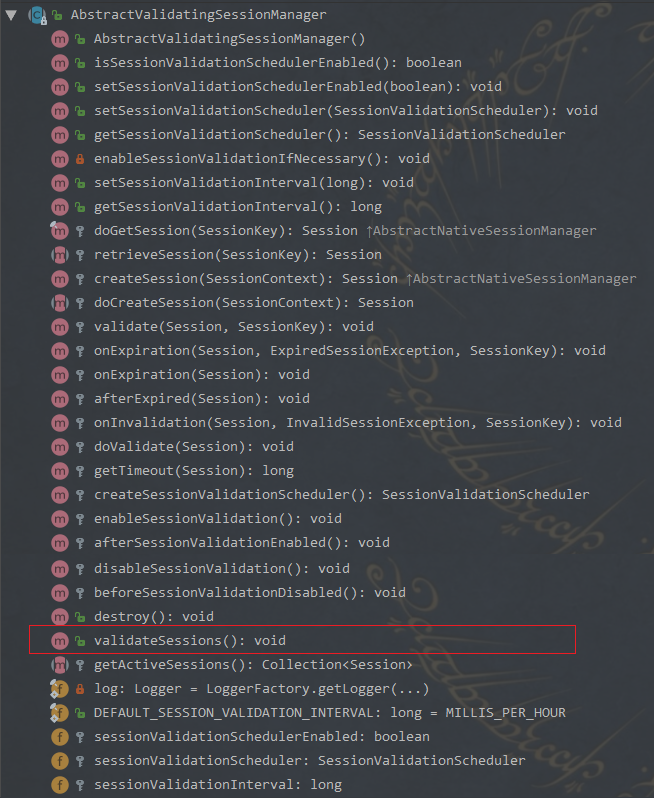 AbstractValidatingSessionManager
AbstractValidatingSessionManager()
isSessionValidationSchedulerEnabled(): boolean
setSessionValidationSchedulerEnabled(boolean): void
setSessionValidationScheduler(SessionValidationScheduler): void
getSessionValidationScheduler(): SessionValidationScheduler
enableSessionValidationIfNecessary(): void
setSessionValidationInterval(long): void
getSessionValidationInterval(): long
doGetSession(SessionKey): Session ↑AbstractNativeSessionManager
retrieveSession(SessionKey): Session
createSession(SessionContext): Session ↑AbstractNativeSessionManager
doCreateSession(SessionContext): Session
validate(Session, SessionKey): void
onExpiration(Session, ExpiredSessionException, SessionKey): void
onExpiration(Session): void
afterExpired(Session): void
onInvalidation(Session, InvalidSessionException, SessionKey): void
doValidate(Session): void
getTimeout(Session): long
createSessionValidationScheduler(): SessionValidationScheduler
enableSessionValidation(): void
afterSessionValidationEnabled(): void
disableSessionValidation(): void
beforeSessionValidationDisabled(): void
destroy(): void
validateSessions(): void
getActiveSessions(): Collection<Session>
log: Logger = LoggerFactory.getLogger(...)
DEFAULT_SESSION_VALIDATION_INTERVAL: long = MILLIS_PER_HOUR
sessionValidationSchedulerEnabled: boolean
sessionValidationScheduler: SessionValidationScheduler
sessionValidationInterval: long